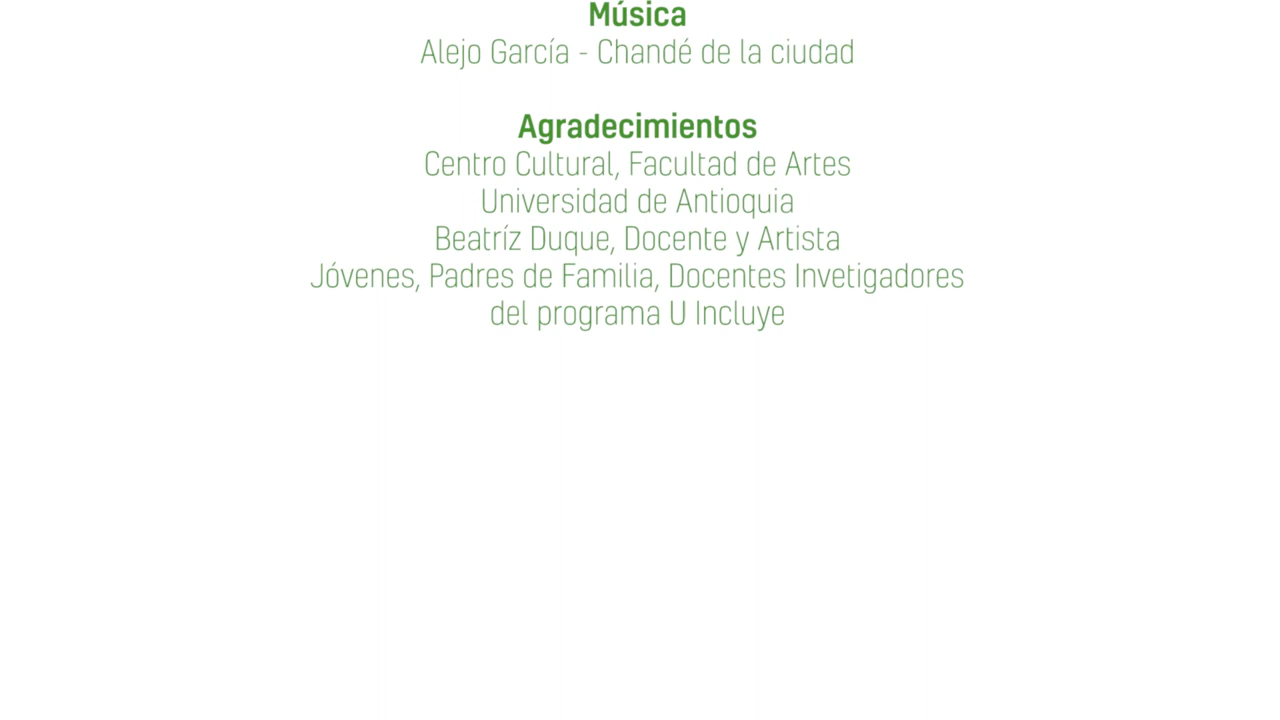 Música
Alejo García - Chandé de la ciudad
Agradecimientos
Centro Cultural, Facultad de Artes
Universidad de Antioquia
Beatríz Duque, Docente y Artista
Jóvenes, Padres de Familia, Docentes Invetigadores
del programa U Incluye